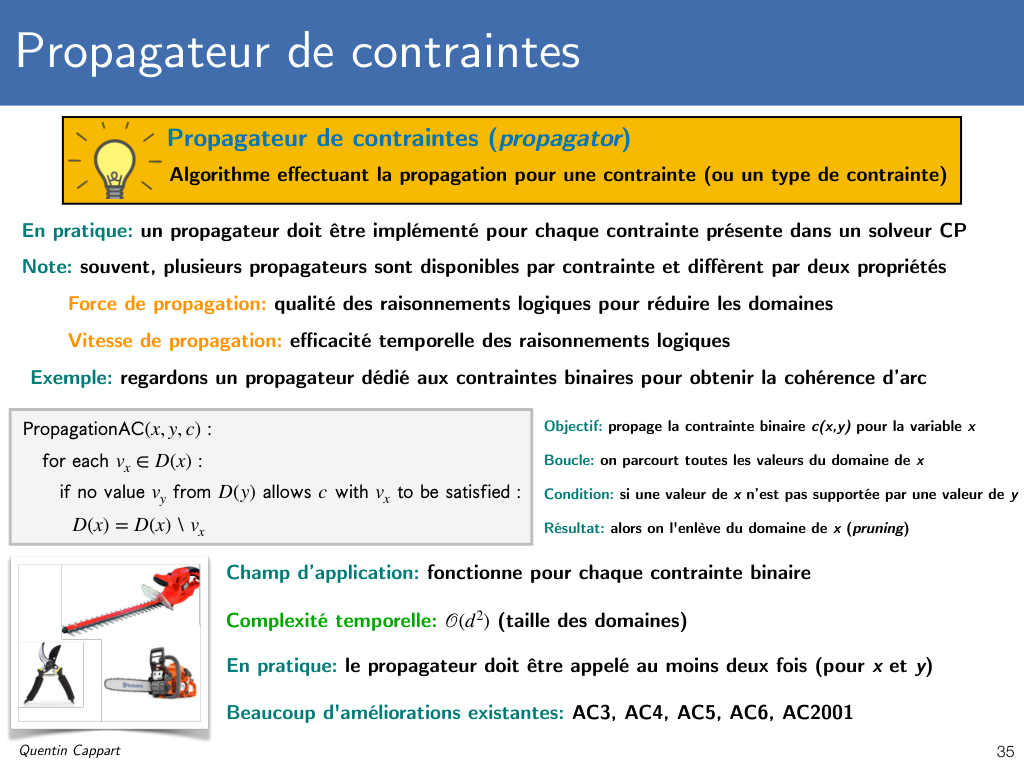 Propagateur de contraintes
Propagateur de contraintes (propagator)
Algorithme effectuant la propagation pour une contrainte (ou un type de contrainte)
En pratique: un propagateur doit être implémenté pour chaque contrainte présente dans un solveur CP
Note: souvent, plusieurs propagateurs sont disponibles par contrainte et diffèrent par deux propriétés
Force de propagation: qualité des raisonnements logiques pour réduire les domaines
Vitesse de propagation: efficacité temporelle des raisonnements logiques
Exemple: regardons un propagateur dédié aux contraintes binaires pour obtenir la cohérence d'arc
PropagationAC(x, y, c) :
for each vₓ ∈ D(x) :
if no value v_y from D(y) allows c with vₓ to be satisfied :
D(x) = D(x) \ vₓ
Objectif: propage la contrainte binaire c(x,y) pour la variable x
Boucle: on parcourt toutes les valeurs du domaine de x
Condition: si une valeur de x n'est pas supportée par une valeur de y
Résultat: alors on l'enlève du domaine de x (pruning)
Champ d'application: fonctionne pour chaque contrainte binaire
Complexité temporelle: 𝒪(d²) (taille des domaines)
En pratique: le propagateur doit être appelé au moins deux fois (pour x et y)
Beaucoup d'améliorations existantes: AC3, AC4, AC5, AC6, AC2001
Quentin Cappart
35